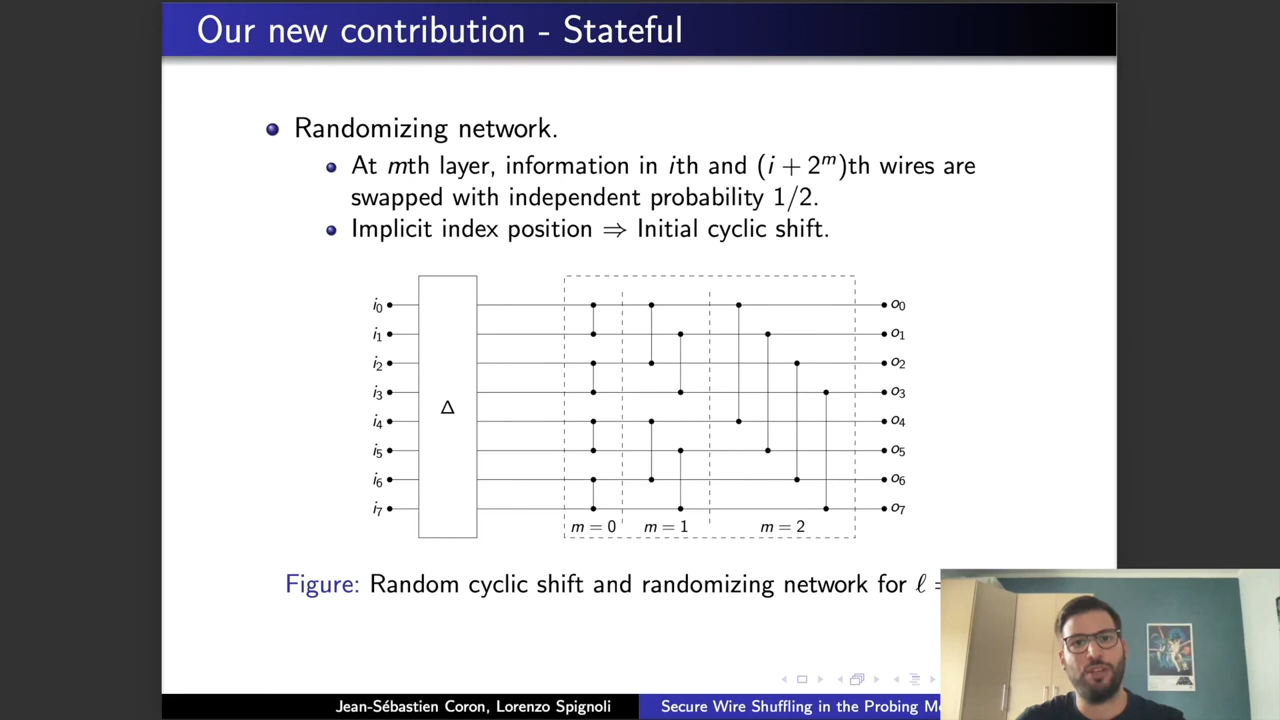 Our new contribution - Stateful
Randomizing network.
At mth layer, information in ith and (i + 2^m)th wires are
swapped with independent probability 1/2.
Implicit index position ⇒ Initial cyclic shift.
i₀
i₁
i₂
i₃
i₄
i₅
i₆
i₇
Δ
m = 0
m = 1
m = 2
o₀
o₁
o₂
o₃
o₄
o₅
o₆
o₇
Figure: Random cyclic shift and randomizing network for ℓ =
Jean-Sébastien Coron, Lorenzo Spignoli
Secure Wire Shuffling in the Probing